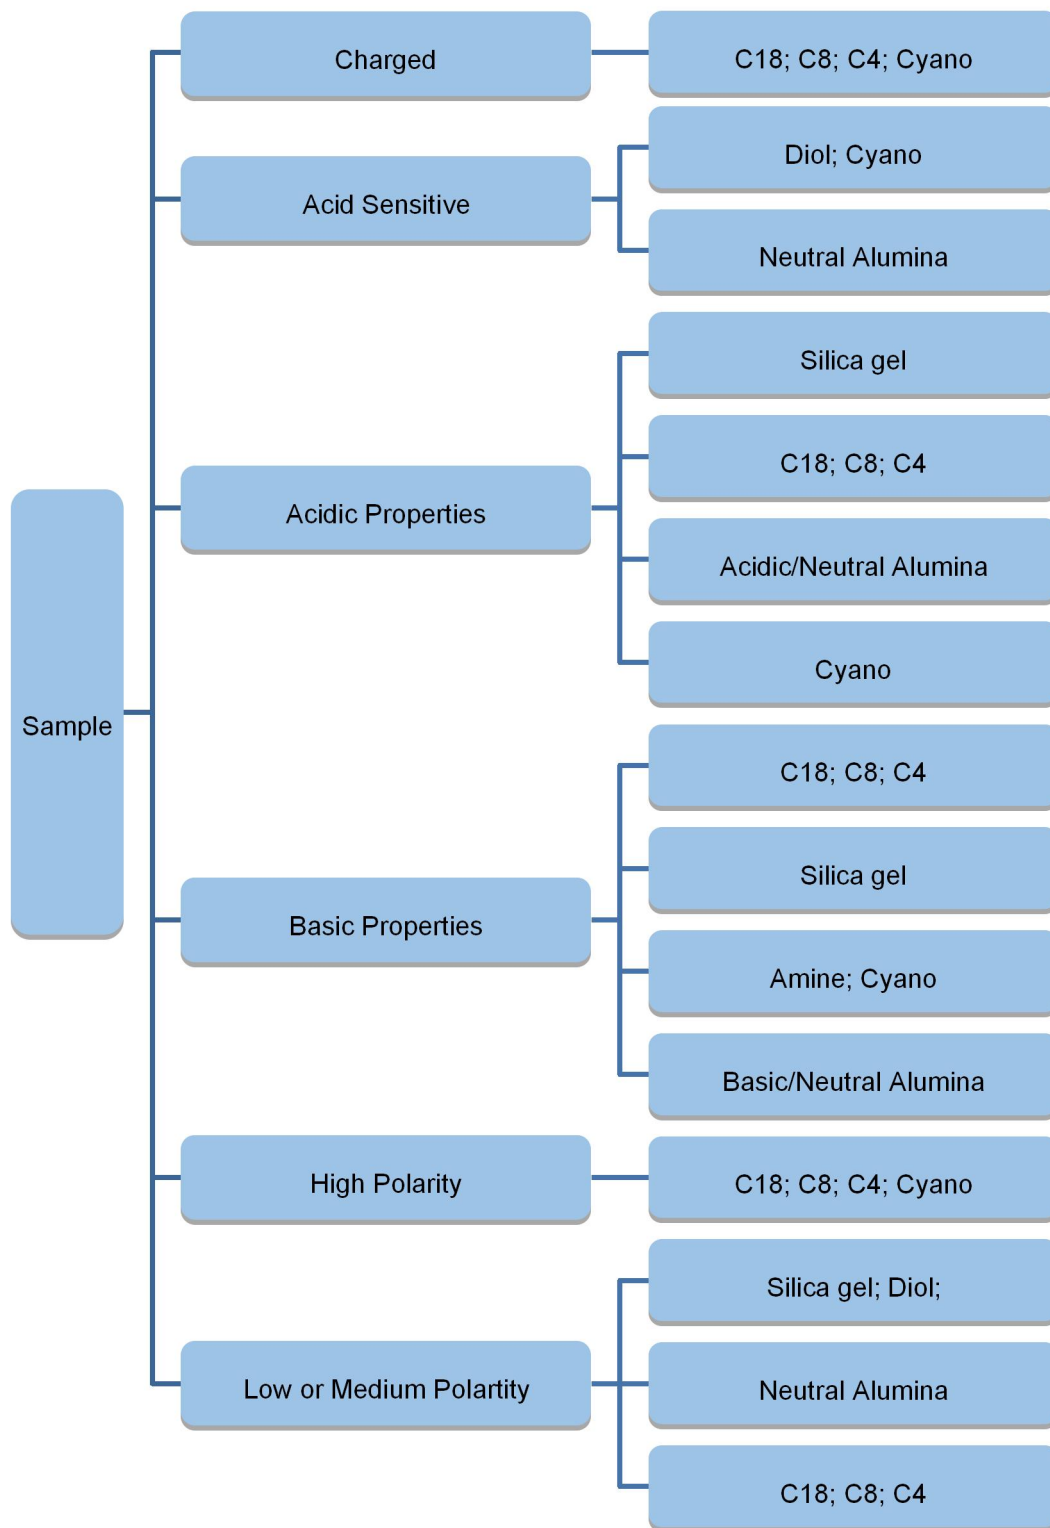 Sample
Charged
C18; C8; C4; Cyano
Acid Sensitive
Diol; Cyano
Neutral Alumina
Acidic Properties
Silica gel
C18; C8; C4
Acidic/Neutral Alumina
Cyano
Basic Properties
C18; C8; C4
Silica gel
Amine; Cyano
Basic/Neutral Alumina
High Polarity
C18; C8; C4; Cyano
Low or Medium Polartity
Silica gel; Diol;
Neutral Alumina
C18; C8; C4